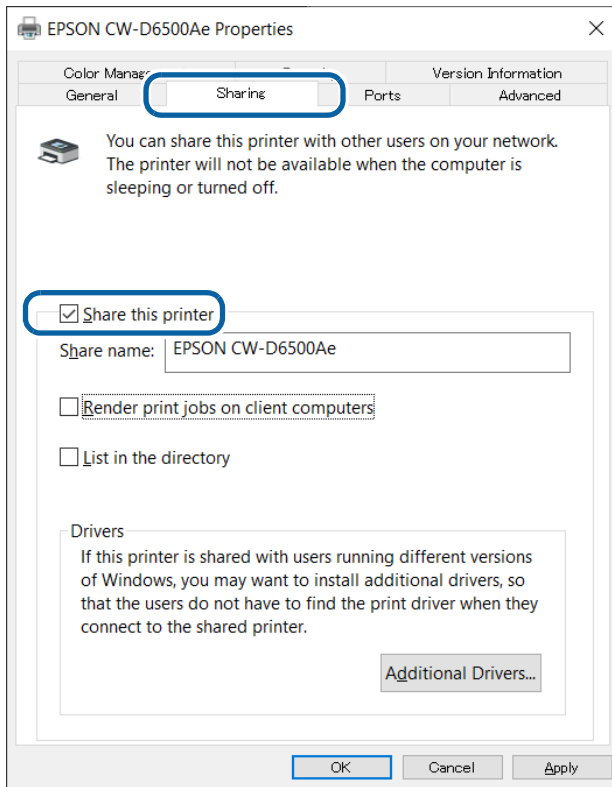 EPSON CW-D6500Ae Properties
Color Manage Version Information
General Sharing Ports Advanced
You can share this printer with other users on your network.
The printer will not be available when the computer is
sleeping or turned off.
Share this printer
Share name: EPSON CW-D6500Ae
Render print jobs on client computers
List in the directory
Drivers
If this printer is shared with users running different versions
of Windows, you may want to install additional drivers, so
that the users do not have to find the print driver when they
connect to the shared printer.
Additional Drivers...
OK Cancel Apply